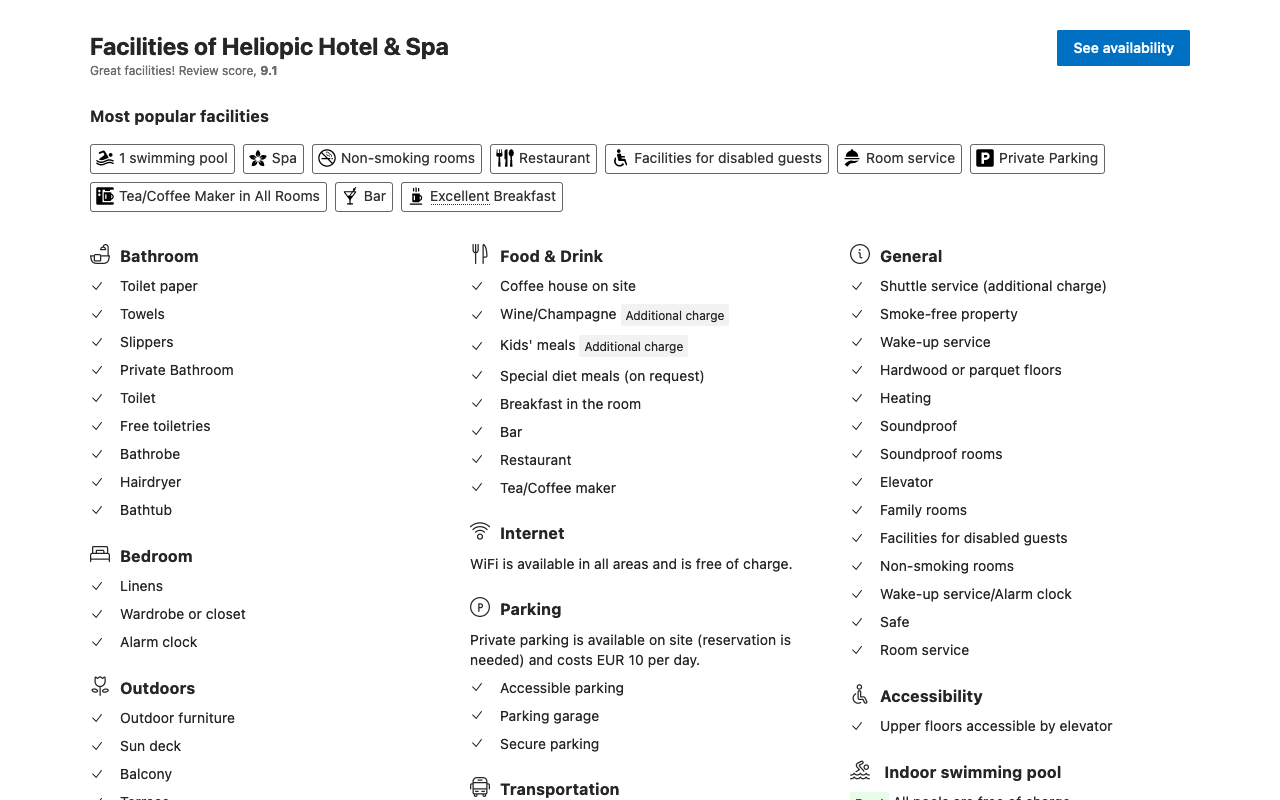 Facilities of Heliopic Hotel & Spa
Great facilities! Review score, 9.1
See availability
Most popular facilities
1 swimming pool
Spa
Non-smoking rooms
Restaurant
Facilities for disabled guests
Room service
P Private Parking
Tea/Coffee Maker in All Rooms
Bar
Excellent Breakfast
Bathroom
Toilet paper
Towels
Slippers
Private Bathroom
Toilet
Free toiletries
Bathrobe
Hairdryer
Bathtub
Bedroom
Linens
Wardrobe or closet
Alarm clock
Outdoors
Outdoor furniture
Sun deck
Balcony
Terrace
Food & Drink
Coffee house on site
Wine/Champagne Additional charge
Kids' meals Additional charge
Special diet meals (on request)
Breakfast in the room
Bar
Restaurant
Tea/Coffee maker
Internet
WiFi is available in all areas and is free of charge.
P Parking
Private parking is available on site (reservation is
needed) and costs EUR 10 per day.
Accessible parking
Parking garage
Secure parking
Transportation
General
Shuttle service (additional charge)
Smoke-free property
Wake-up service
Hardwood or parquet floors
Heating
Soundproof
Soundproof rooms
Elevator
Family rooms
Facilities for disabled guests
Non-smoking rooms
Wake-up service/Alarm clock
Safe
Room service
Accessibility
Upper floors accessible by elevator
Indoor swimming pool
All pools are free of charge